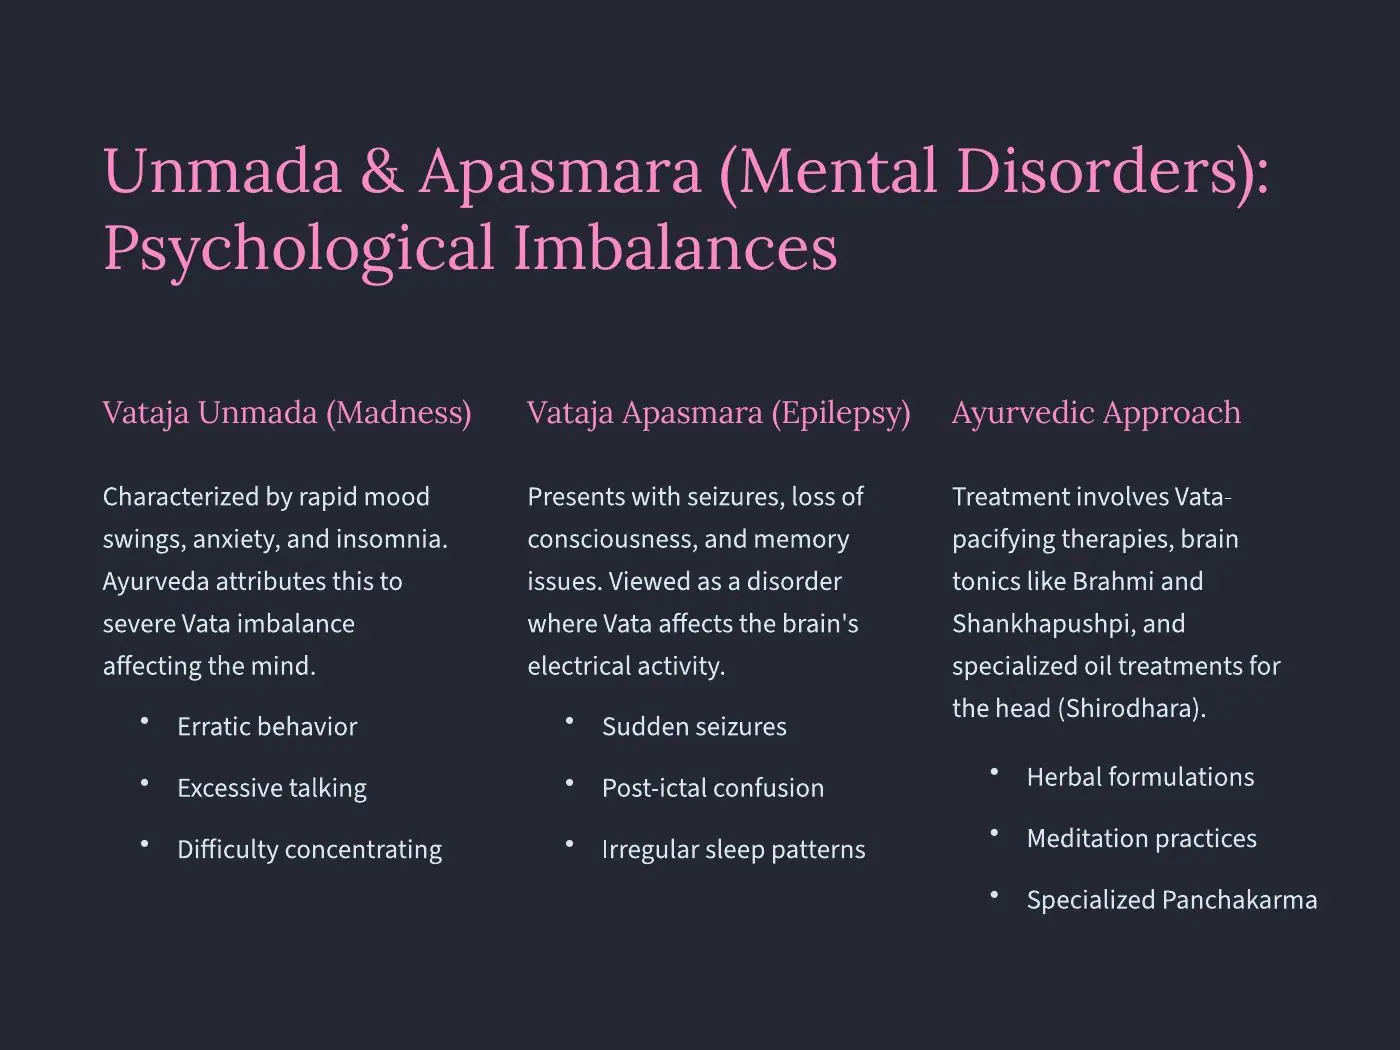 Unmada & Apasmara (Mental Disorders):
Psychological Imbalances
Vataja Unmada (Madness)
Characterized by rapid mood
swings, anxiety, and insomnia.
Ayurveda attributes this to
severe Vata imbalance
affecting the mind.
• Erratic behavior
• Excessive talking
• Difficulty concentrating
Vataja Apasmara (Epilepsy)
Presents with seizures, loss of
consciousness, and memory
issues. Viewed as a disorder
where Vata affects the brain's
electrical activity.
• Sudden seizures
• Post-ictal confusion
• Irregular sleep patterns
Ayurvedic Approach
Treatment involves Vata-
pacifying therapies, brain
tonics like Brahmi and
Shankhapushpi, and
specialized oil treatments for
the head (Shirodhara).
• Herbal formulations
• Meditation practices
• Specialized Panchakarma